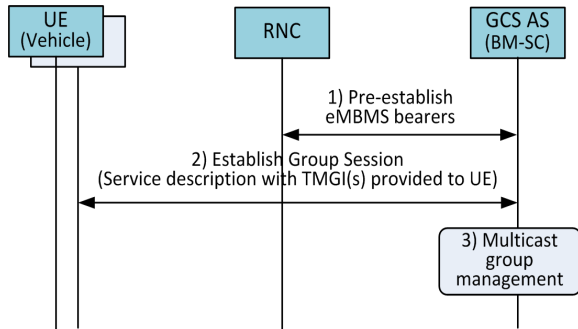 UE
(Vehicle)
RNC
GCS AS
(BM-SC)
1) Pre-establish
eMBMS bearers
2) Establish Group Session
(Service description with TMGI(s) provided to UE)
3) Multicast
group
management